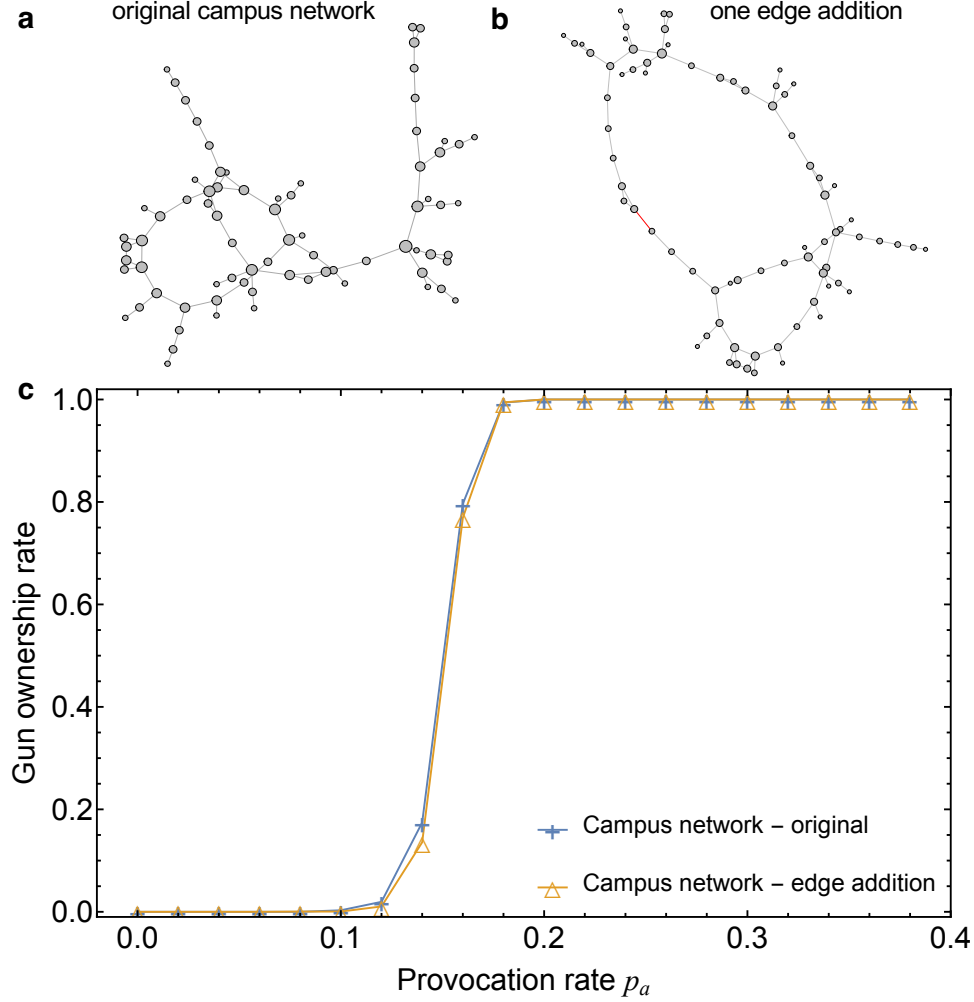 a original campus network
b one edge addition
c
1.0
0.8
0.6
0.4
0.2
0.0
Gun ownership rate
Campus network – original
Campus network – edge addition
0.0 0.1 0.2 0.3 0.4
Provocation rate pₐ